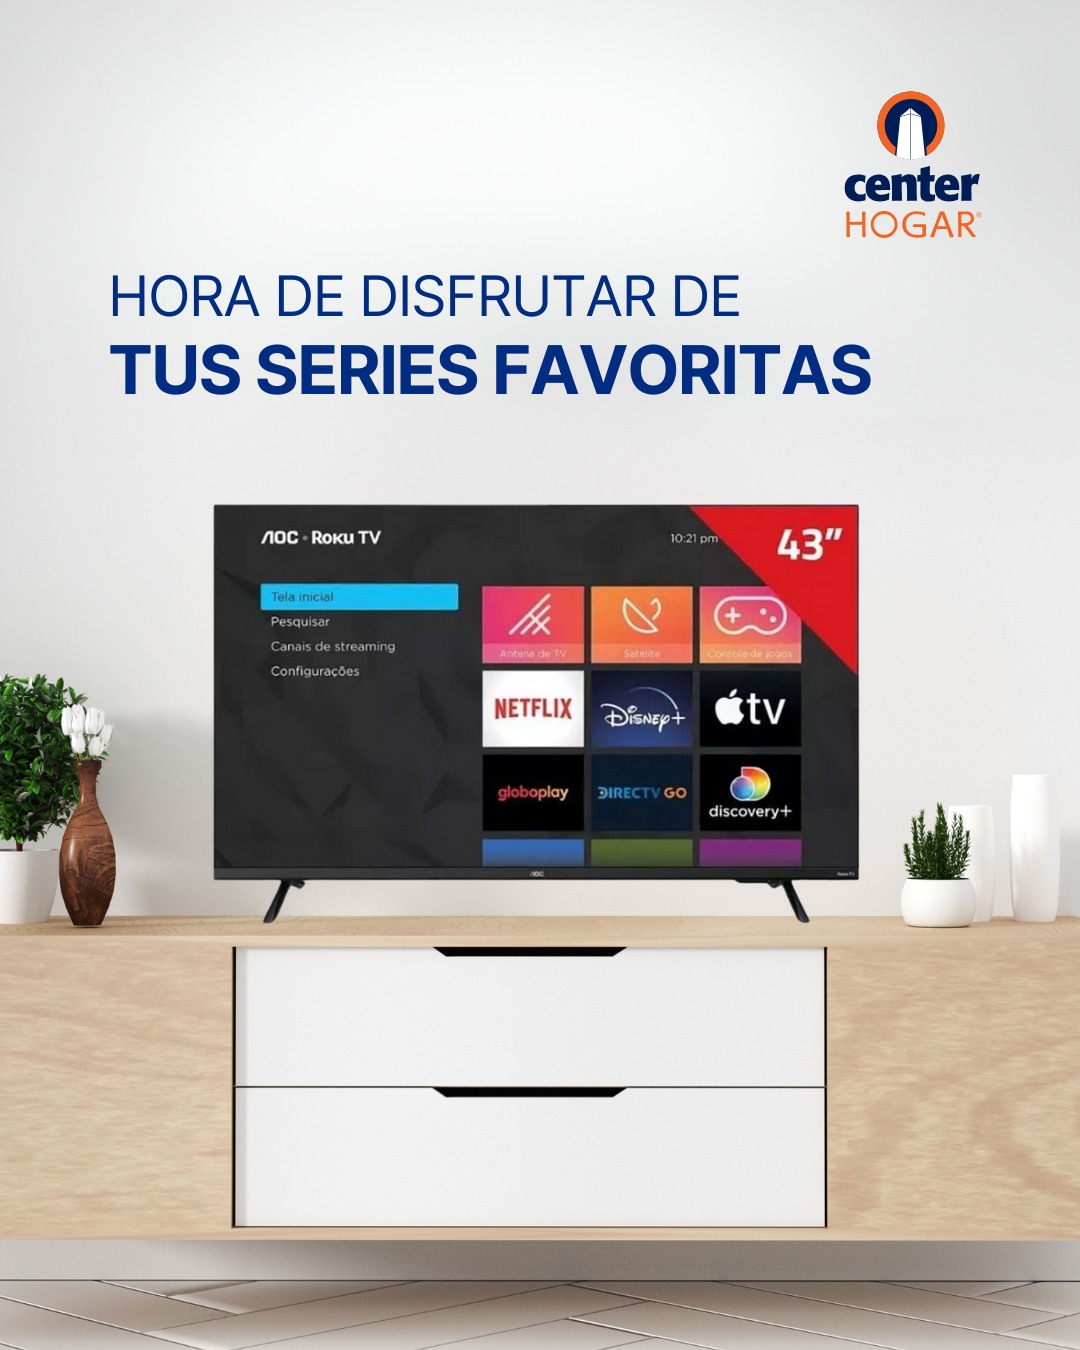 center
HOGAR®
HORA DE DISFRUTAR DE
TUS SERIES FAVORITAS
AOC • Roku TV
10:21 pm
43”
Tela inicial
Pesquisar
Canais de streaming
Configurações
Antena de TV
Satélite
Console de jogos
NETFLIX
Disney+
tv
globoplay
DIRECTV GO
discovery+
AOC
Roku TV